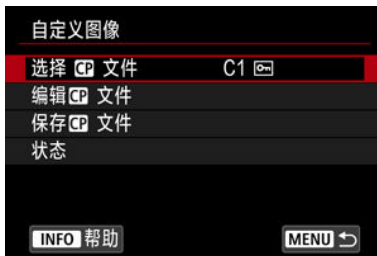 自定义图像
选择 CP 文件 C1
编辑 CP 文件
保存 CP 文件
状态
INFO 帮助 MENU